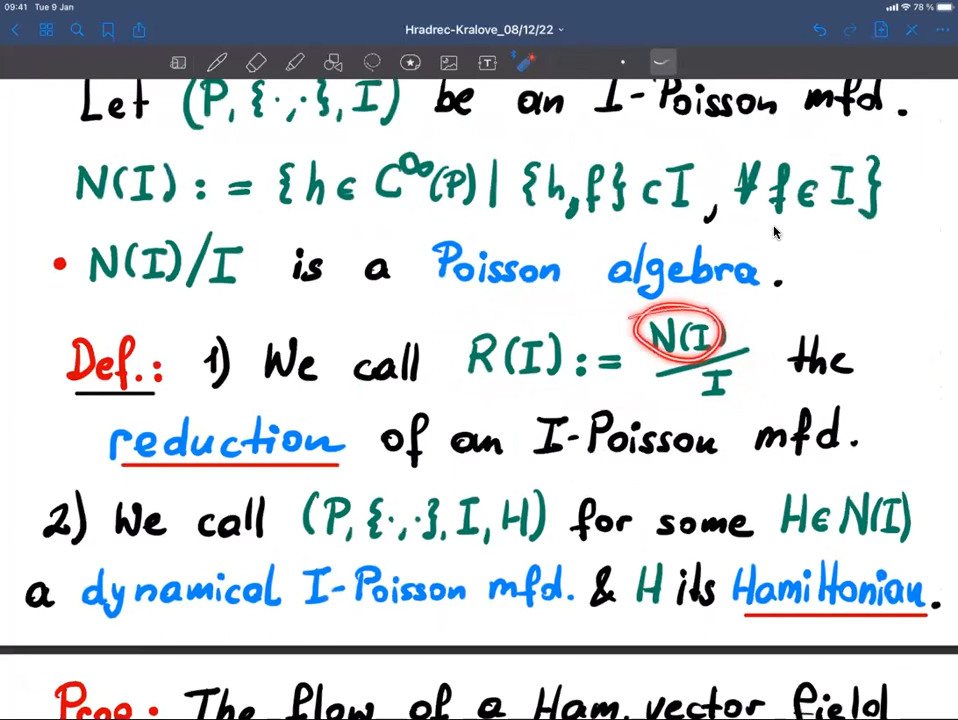 09:41 Tue 9 Jan
78 %
Hradrec-Kralove_08/12/22
Let (P, {·,·}, I) be an I-Poisson mfd.
N(I) := {h ∈ C^∞(P) | {h,f} ⊂ I, ∀f ∈ I}
• N(I)/I is a Poisson algebra.
Def.: 1) We call R(I) := N(I)/I the
reduction of an I-Poisson mfd.
2) We call (P, {·,·}, I, H) for some H ∈ N(I)
a dynamical I-Poisson mfd. & H its Hamiltonian.
Prop. The flow of a Ham. vector field